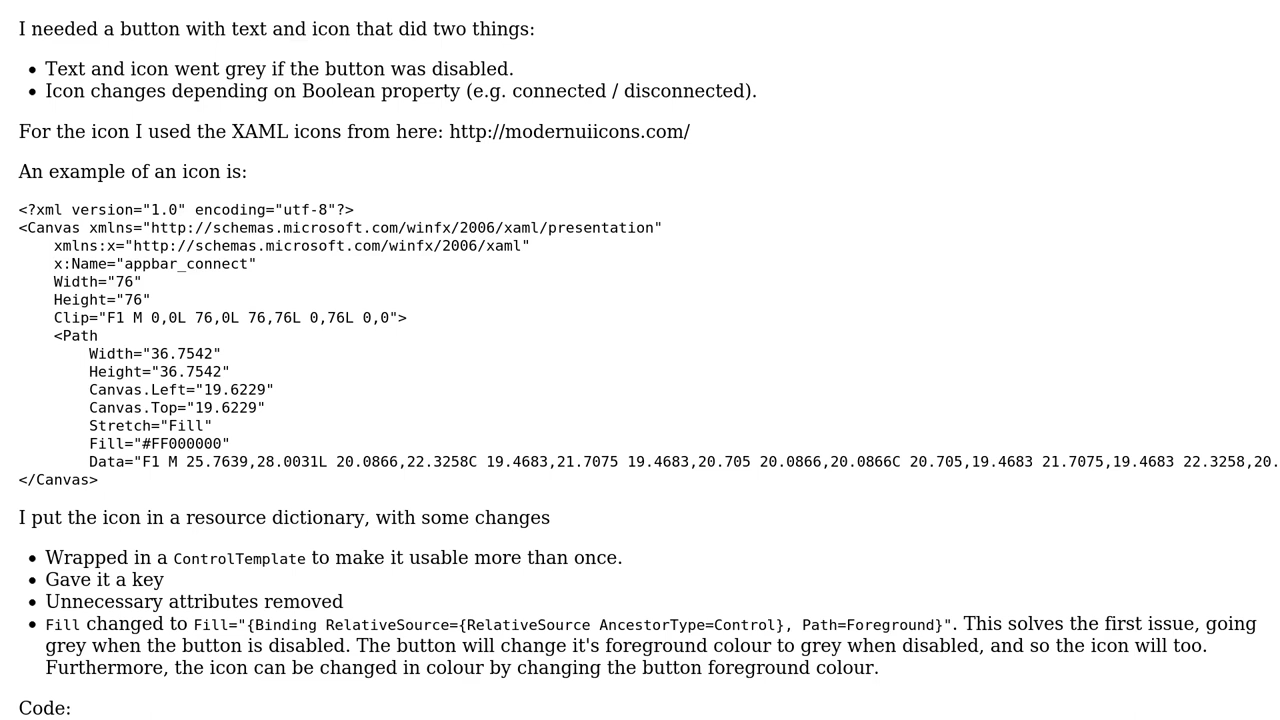 I needed a button with text and icon that did two things:
• Text and icon went grey if the button was disabled.
• Icon changes depending on Boolean property (e.g. connected / disconnected).
For the icon I used the XAML icons from here: http://modernuiicons.com/
An example of an icon is:
<?xml version="1.0" encoding="utf-8"?>
<Canvas xmlns="http://schemas.microsoft.com/winfx/2006/xaml/presentation"
    xmlns:x="http://schemas.microsoft.com/winfx/2006/xaml"
    x:Name="appbar_connect"
    Width="76"
    Height="76"
    Clip="F1 M 0,0L 76,0L 76,76L 0,76L 0,0">
    <Path
        Width="36.7542"
        Height="36.7542"
        Canvas.Left="19.6229"
        Canvas.Top="19.6229"
        Stretch="Fill"
        Fill="#FF000000"
        Data="F1 M 25.7639,28.0031L 20.0866,22.3258C 19.4683,21.7075 19.4683,20.705 20.0866,20.0866C 20.705,19.4683 21.7075,19.4683 22.3258,20.
</Canvas>
I put the icon in a resource dictionary, with some changes
• Wrapped in a ControlTemplate to make it usable more than once.
• Gave it a key
• Unnecessary attributes removed
• Fill changed to Fill="{Binding RelativeSource={RelativeSource AncestorType=Control}, Path=Foreground}". This solves the first issue, going
grey when the button is disabled. The button will change it's foreground colour to grey when disabled, and so the icon will too.
Furthermore, the icon can be changed in colour by changing the button foreground colour.
Code: